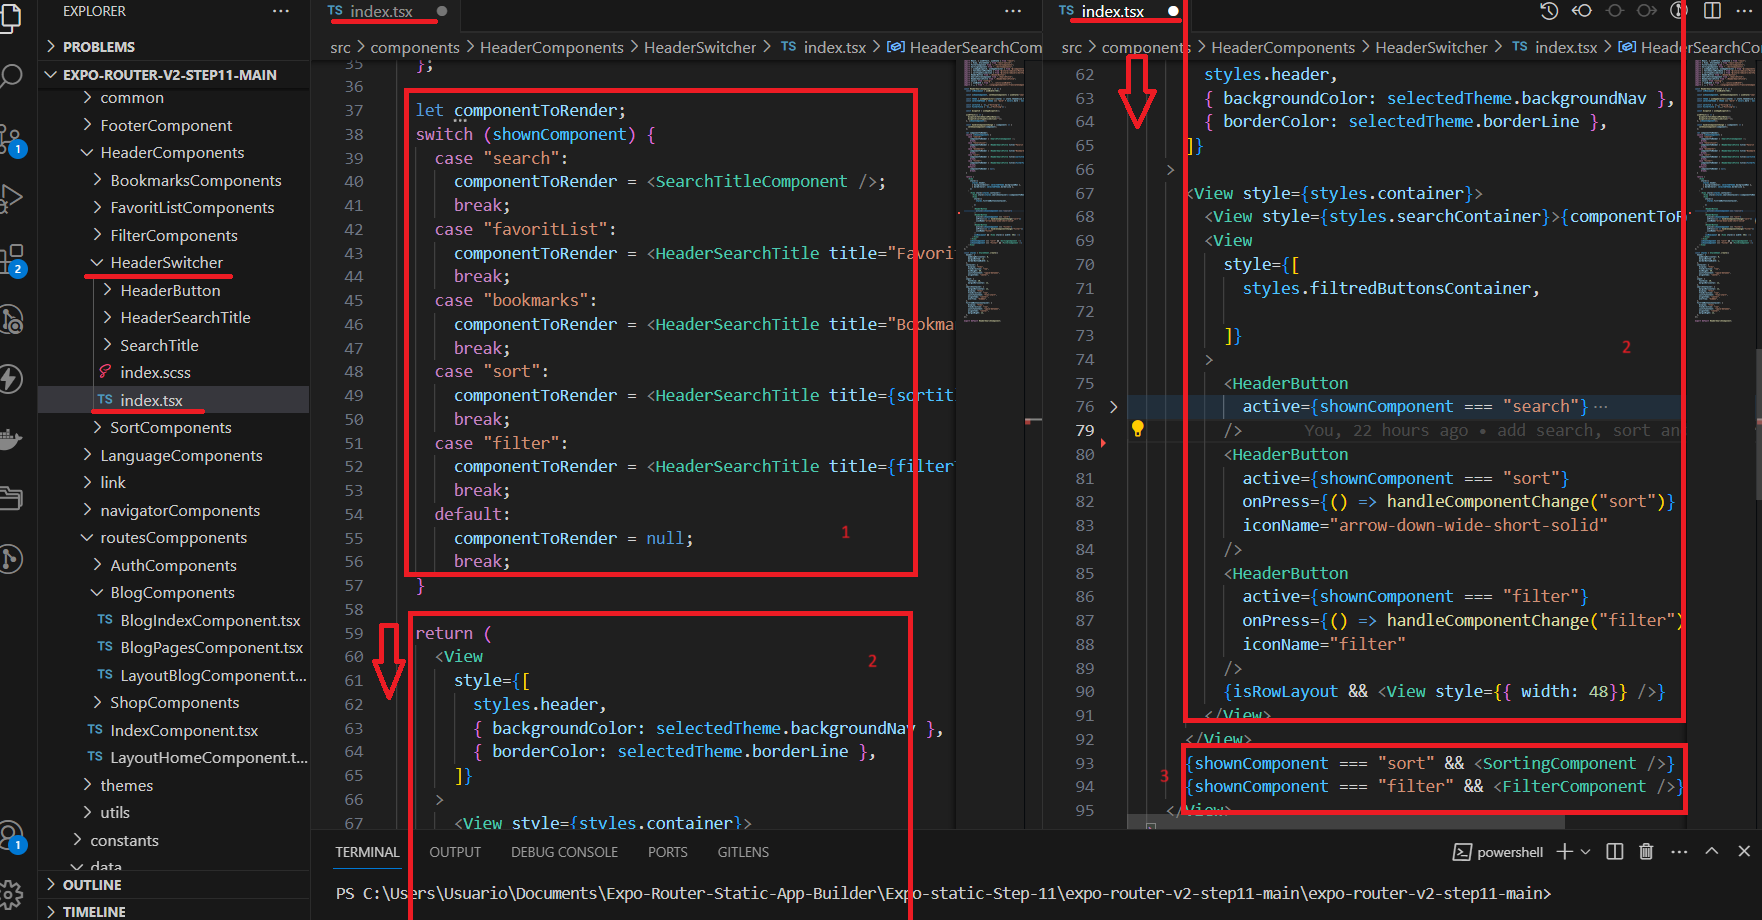 EXPLORER
PROBLEMS
EXPO-ROUTER-V2-STEP11-MAIN
common
FooterComponent
HeaderComponents
BookmarksComponents
FavoritListComponents
FilterComponents
HeaderSwitcher
HeaderButton
HeaderSearchTitle
SearchTitle
index.scss
TS index.tsx
SortComponents
LanguageComponents
link
navigatorComponents
routesCompponents
AuthComponents
BlogComponents
TS BlogIndexComponent.tsx
TS BlogPagesComponent.tsx
TS LayoutBlogComponent.t...
ShopComponents
TS IndexComponent.tsx
TS LayoutHomeComponent.t...
themes
utils
constants
data
OUTLINE
TIMELINE
1
2
1
TS index.tsx
src > components > HeaderComponents > HeaderSwitcher > TS index.tsx > HeaderSearchCom
35 };
36
37 let componentToRender;
38 switch (shownComponent) {
39 case "search":
40 componentToRender = <SearchTitleComponent />;
41 break;
42 case "favoritList":
43 componentToRender = <HeaderSearchTitle title="Favorit
44 break;
45 case "bookmarks":
46 componentToRender = <HeaderSearchTitle title="Bookma
47 break;
48 case "sort":
49 componentToRender = <HeaderSearchTitle title={sortit
50 break;
51 case "filter":
52 componentToRender = <HeaderSearchTitle title={filterT
53 break;
54 default:
55 componentToRender = null;
56 break;
57 }
58
59 return (
60 <View
61 style={[
62 styles.header,
63 { backgroundColor: selectedTheme.backgroundNav },
64 { borderColor: selectedTheme.borderLine },
65 ]}
66 >
67 <View style={styles.container}>
1
2
TS index.tsx
src > components > HeaderComponents > HeaderSwitcher > TS index.tsx > HeaderSearchCo
62 styles.header,
63 { backgroundColor: selectedTheme.backgroundNav },
64 { borderColor: selectedTheme.borderLine },
65 ]}
66 >
67 <View style={styles.container}>
68 <View style={styles.searchContainer}>{componentToR
69 <View
70 style={[
71 styles.filtredButtonsContainer,
72
73 ]}
74 >
75 <HeaderButton
76 active={shownComponent === "search"} ...
79 /> You, 22 hours ago • add search, sort an
80 <HeaderButton
81 active={shownComponent === "sort"}
82 onPress={() => handleComponentChange("sort")}
83 iconName="arrow-down-wide-short-solid"
84 />
85 <HeaderButton
86 active={shownComponent === "filter"}
87 onPress={() => handleComponentChange("filter")
88 iconName="filter"
89 />
90 {isRowLayout && <View style={{ width: 48}} />}
91 </View>
92 </View>
93 {shownComponent === "sort" && <SortingComponent />}
94 {shownComponent === "filter" && <FilterComponent />}
95 </View>
2
3
TERMINAL OUTPUT DEBUG CONSOLE PORTS GITLENS
powershell
PS C:\Users\Usuario\Documents\Expo-Router-Static-App-Builder\Expo-static-Step-11\expo-router-v2-step11-main\expo-router-v2-step11-main>